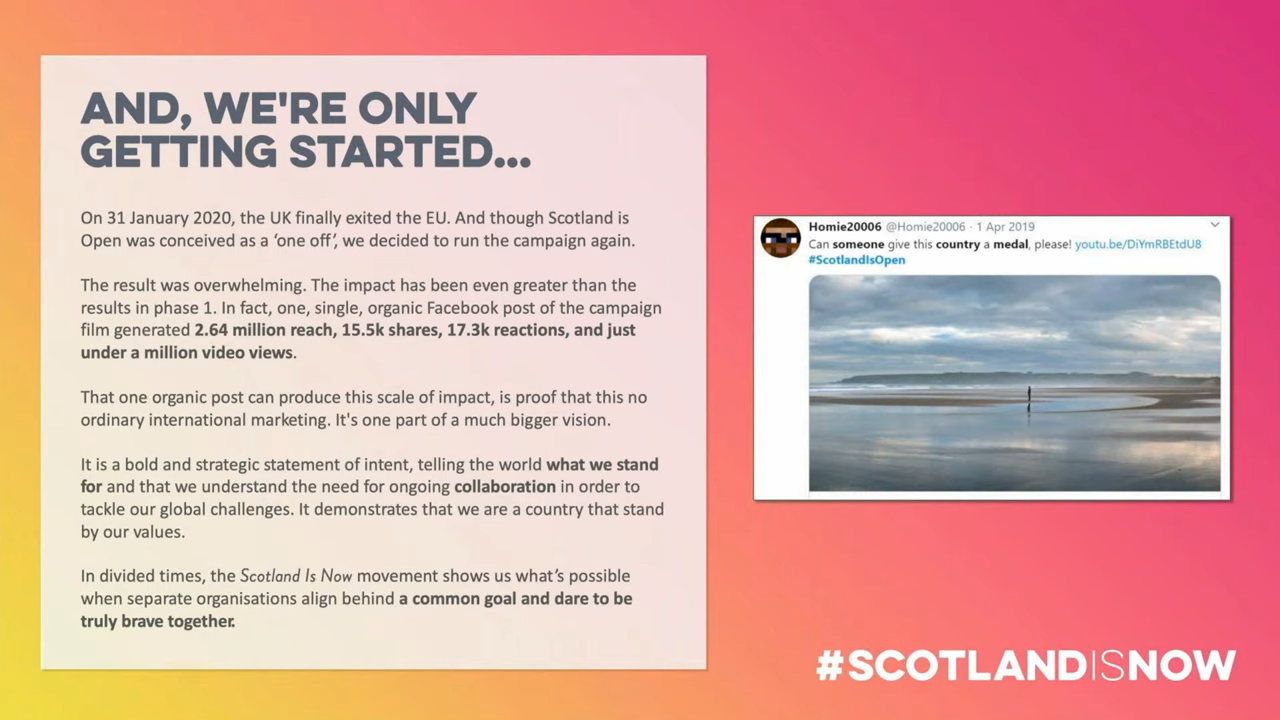 AND, WE'RE ONLY
GETTING STARTED...
On 31 January 2020, the UK finally exited the EU. And though Scotland is
Open was conceived as a ‘one off’, we decided to run the campaign again.
The result was overwhelming. The impact has been even greater than the
results in phase 1. In fact, one, single, organic Facebook post of the campaign
film generated 2.64 million reach, 15.5k shares, 17.3k reactions, and just
under a million video views.
That one organic post can produce this scale of impact, is proof that this no
ordinary international marketing. It's one part of a much bigger vision.
It is a bold and strategic statement of intent, telling the world what we stand
for and that we understand the need for ongoing collaboration in order to
tackle our global challenges. It demonstrates that we are a country that stand
by our values.
In divided times, the Scotland Is Now movement shows us what’s possible
when separate organisations align behind a common goal and dare to be
truly brave together.
Homie20006 @Homie20006 · 1 Apr 2019
Can someone give this country a medal, please! youtu.be/DiYmRBEtdU8
#ScotlandIsOpen
#SCOTLANDISNOW